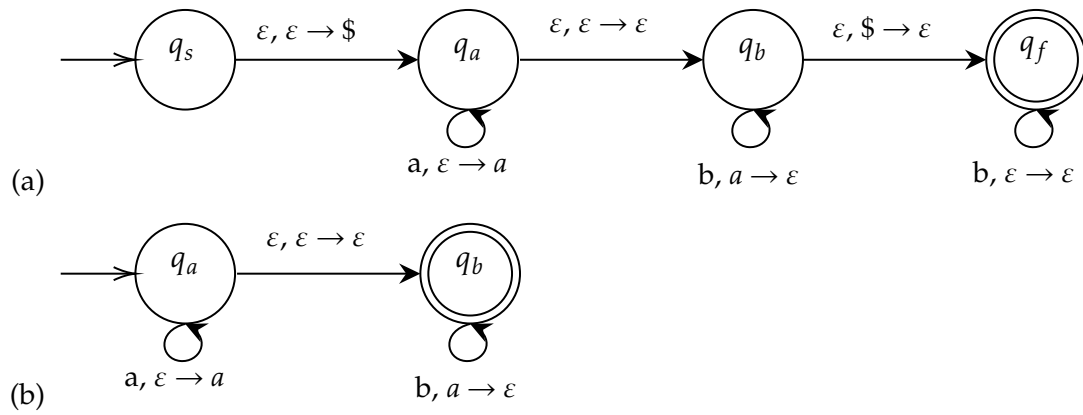 ε, ε → $ ε, ε → ε ε, $ → ε
q_s q_a q_b q_f
a, ε → a b, a → ε b, ε → ε
(a)
ε, ε → ε
q_a q_b
a, ε → a b, a → ε
(b)